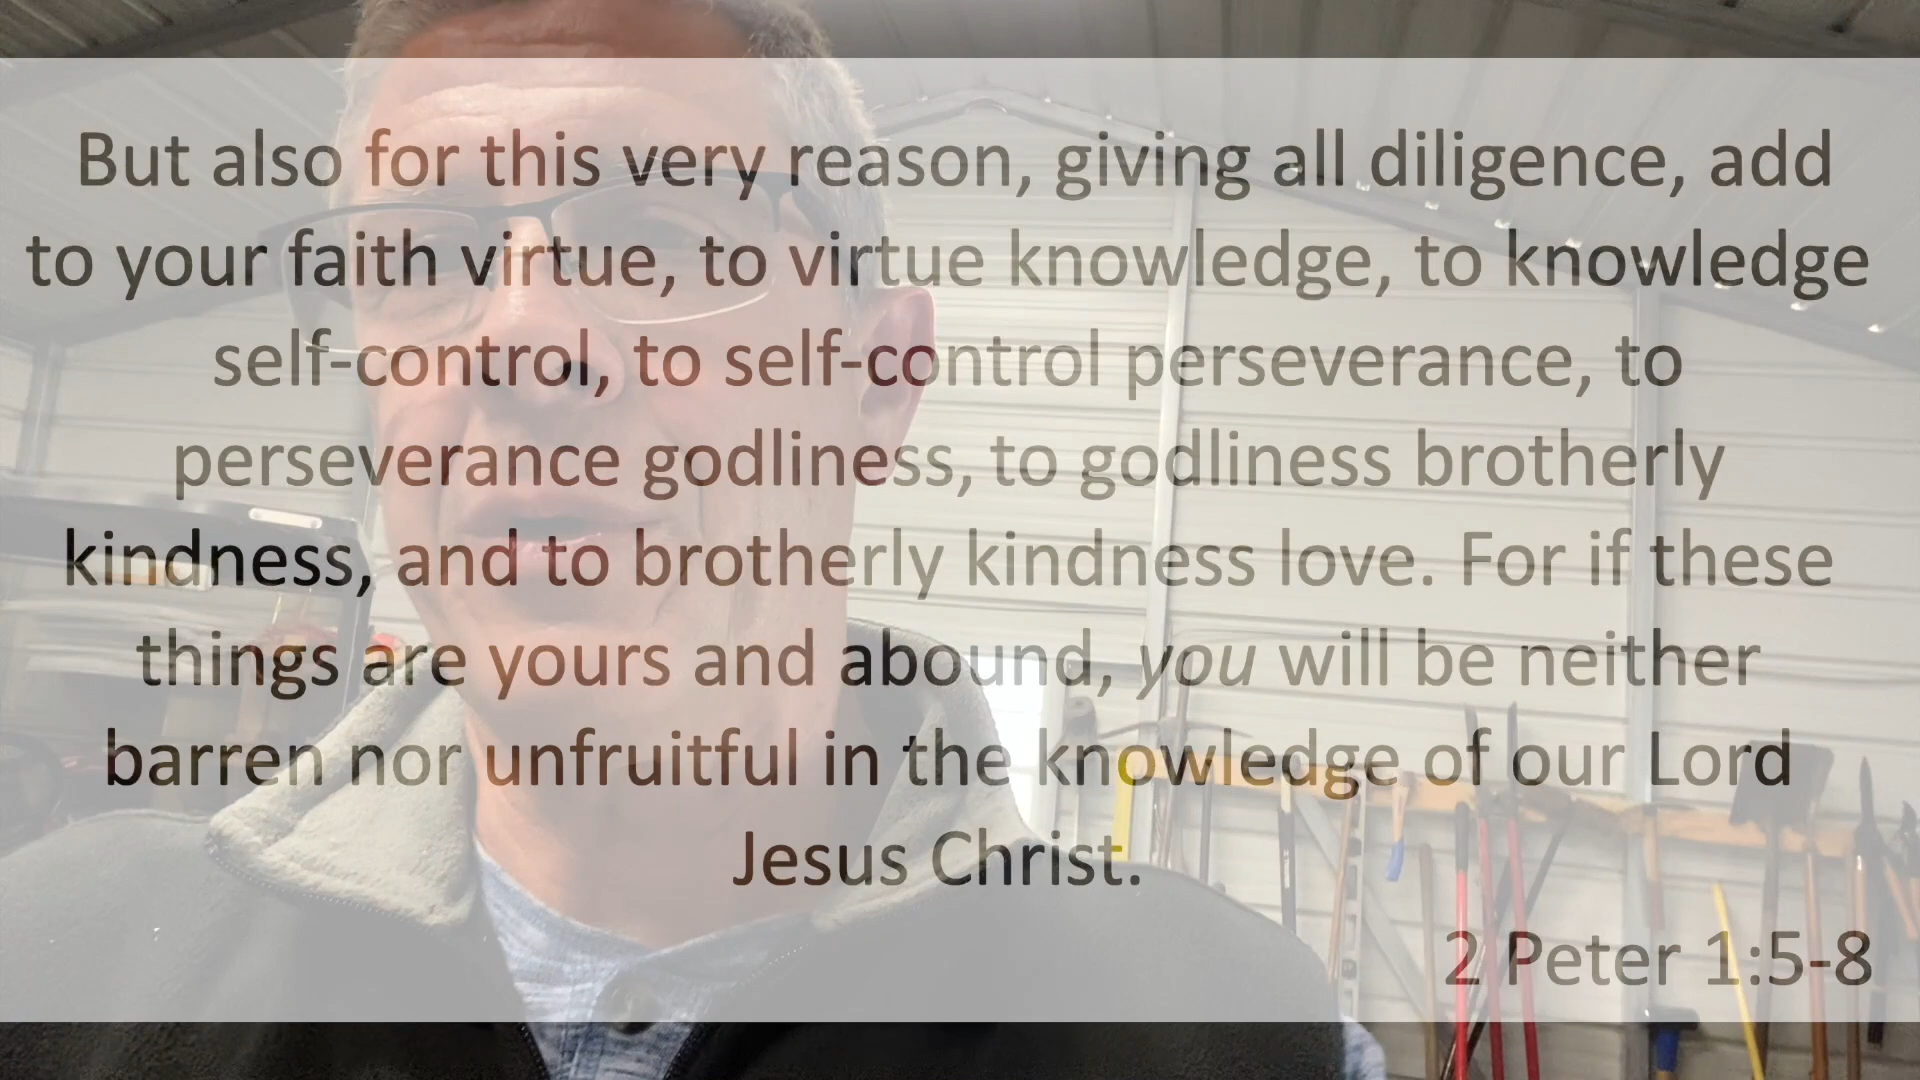 But also for this very reason, giving all diligence, add
to your faith virtue, to virtue knowledge, to knowledge
self-control, to self-control perseverance, to
perseverance godliness, to godliness brotherly
kindness, and to brotherly kindness love. For if these
things are yours and abound, you will be neither
barren nor unfruitful in the knowledge of our Lord
Jesus Christ.
2 Peter 1:5-8